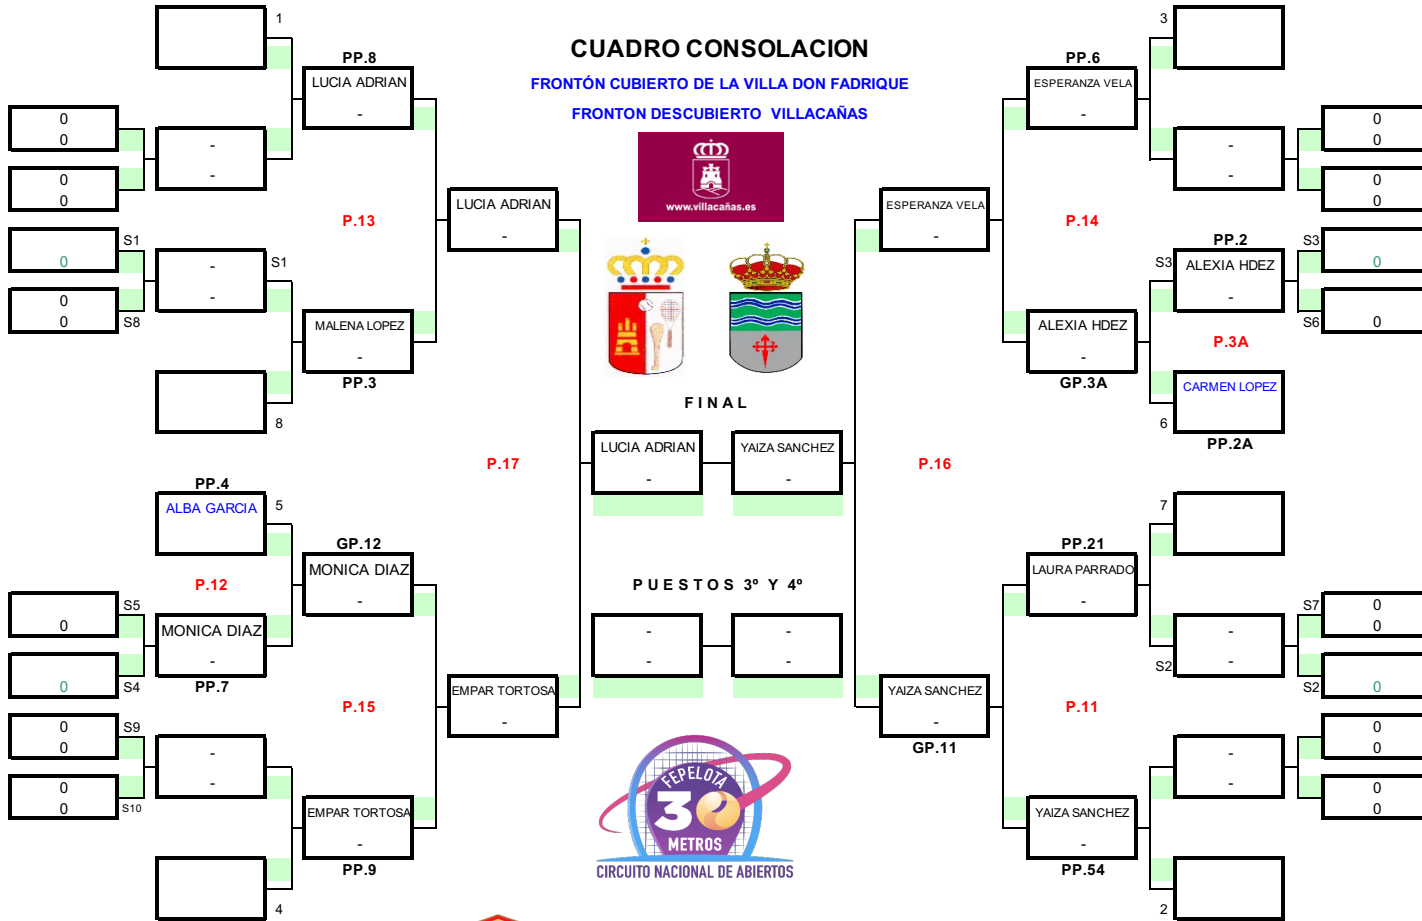 CUADRO CONSOLACION
FRONTÓN CUBIERTO DE LA VILLA DON FADRIQUE
FRONTON DESCUBIERTO VILLACAÑAS
www.villacañas.es
1
PP.8
LUCIA ADRIAN
-
0
0
-
-
0
0
P.13
LUCIA ADRIAN
-
S1
0
-
-
S1
0
0
S8
MALENA LOPEZ
-
PP.3
8
P.17
PP.4
ALBA GARCIA
5
GP.12
MONICA DIAZ
-
P.12
S5
0
MONICA DIAZ
-
PP.7
0
S4
P.15
EMPAR TORTOSA
-
S9
0
0
-
-
0
0
S10
EMPAR TORTOSA
-
PP.9
4
FINAL
LUCIA ADRIAN
-
YAIZA SANCHEZ
-
PUESTOS 3º Y 4º
-
-
-
-
FEPELOTA
30
METROS
CIRCUITO NACIONAL DE ABIERTOS
3
PP.6
ESPERANZA VELA
-
-
-
0
0
0
0
ESPERANZA VELA
-
P.14
PP.2
S3
ALEXIA HDEZ
-
S3
0
S6
0
P.3A
ALEXIA HDEZ
-
GP.3A
CARMEN LOPEZ
6
PP.2A
P.16
7
PP.21
LAURA PARRADO
-
S7
0
0
-
-
S2
S2
0
YAIZA SANCHEZ
-
GP.11
P.11
0
0
-
-
0
0
YAIZA SANCHEZ
-
PP.54
2